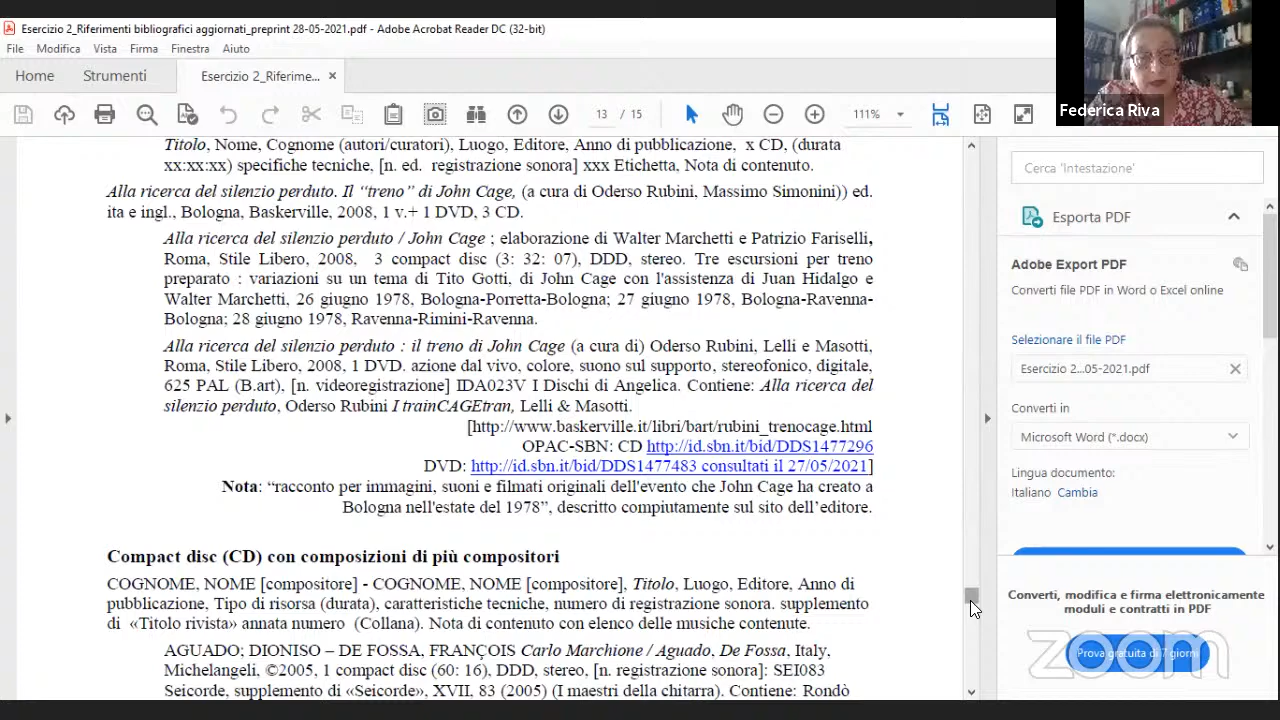 Esercizio 2_Riferimenti bibliografici aggiornati_preprint 28-05-2021.pdf - Adobe Acrobat Reader DC (32-bit)
File Modifica Vista Firma Finestra Aiuto
Home Strumenti Esercizio 2_Riferime... ×
13 / 15 111%
Federica Riva
Titolo, Nome, Cognome (autori/curatori), Luogo, Editore, Anno di pubblicazione, x CD, (durata
xx:xx:xx) specifiche tecniche, [n. ed. registrazione sonora] xxx Etichetta, Nota di contenuto.
Alla ricerca del silenzio perduto. Il “treno” di John Cage, (a cura di Oderso Rubini, Massimo Simonini)) ed.
ita e ingl., Bologna, Baskerville, 2008, 1 v.+ 1 DVD, 3 CD.
Alla ricerca del silenzio perduto / John Cage ; elaborazione di Walter Marchetti e Patrizio Fariselli,
Roma, Stile Libero, 2008, 3 compact disc (3: 32: 07), DDD, stereo. Tre escursioni per treno
preparato : variazioni su un tema di Tito Gotti, di John Cage con l'assistenza di Juan Hidalgo e
Walter Marchetti, 26 giugno 1978, Bologna-Porretta-Bologna; 27 giugno 1978, Bologna-Ravenna-
Bologna; 28 giugno 1978, Ravenna-Rimini-Ravenna.
Alla ricerca del silenzio perduto : il treno di John Cage (a cura di) Oderso Rubini, Lelli e Masotti,
Roma, Stile Libero, 2008, 1 DVD. azione dal vivo, colore, suono sul supporto, stereofonico, digitale,
625 PAL (B.art), [n. videoregistrazione] IDA023V I Dischi di Angelica. Contiene: Alla ricerca del
silenzio perduto, Oderso Rubini I trainCAGEtran, Lelli & Masotti.
[http://www.baskerville.it/libri/bart/rubini_trenocage.html
OPAC-SBN: CD http://id.sbn.it/bid/DDS1477296
DVD: http://id.sbn.it/bid/DDS1477483 consultati il 27/05/2021]
Nota: “racconto per immagini, suoni e filmati originali dell'evento che John Cage ha creato a
Bologna nell'estate del 1978”, descritto compiutamente sul sito dell’editore.
Compact disc (CD) con composizioni di più compositori
COGNOME, NOME [compositore] - COGNOME, NOME [compositore], Titolo, Luogo, Editore, Anno di
pubblicazione, Tipo di risorsa (durata), caratteristiche tecniche, numero di registrazione sonora. supplemento
di «Titolo rivista» annata numero (Collana). Nota di contenuto con elenco delle musiche contenute.
AGUADO; DIONISO – DE FOSSA, FRANÇOIS Carlo Marchione / Aguado, De Fossa, Italy,
Michelangeli, ©2005, 1 compact disc (60: 16), DDD, stereo, [n. registrazione sonora]: SEI083
Seicorde, supplemento di «Seicorde», XVII, 83 (2005) (I maestri della chitarra). Contiene: Rondò
Cerca 'Intestazione'
Esporta PDF
Adobe Export PDF
Converti file PDF in Word o Excel online
Selezionare il file PDF
Esercizio 2...05-2021.pdf ×
Converti in
Microsoft Word (*.docx)
Lingua documento:
Italiano Cambia
Converti, modifica e firma elettronicamente
moduli e contratti in PDF
Prova gratuita di 7 giorni
zoom